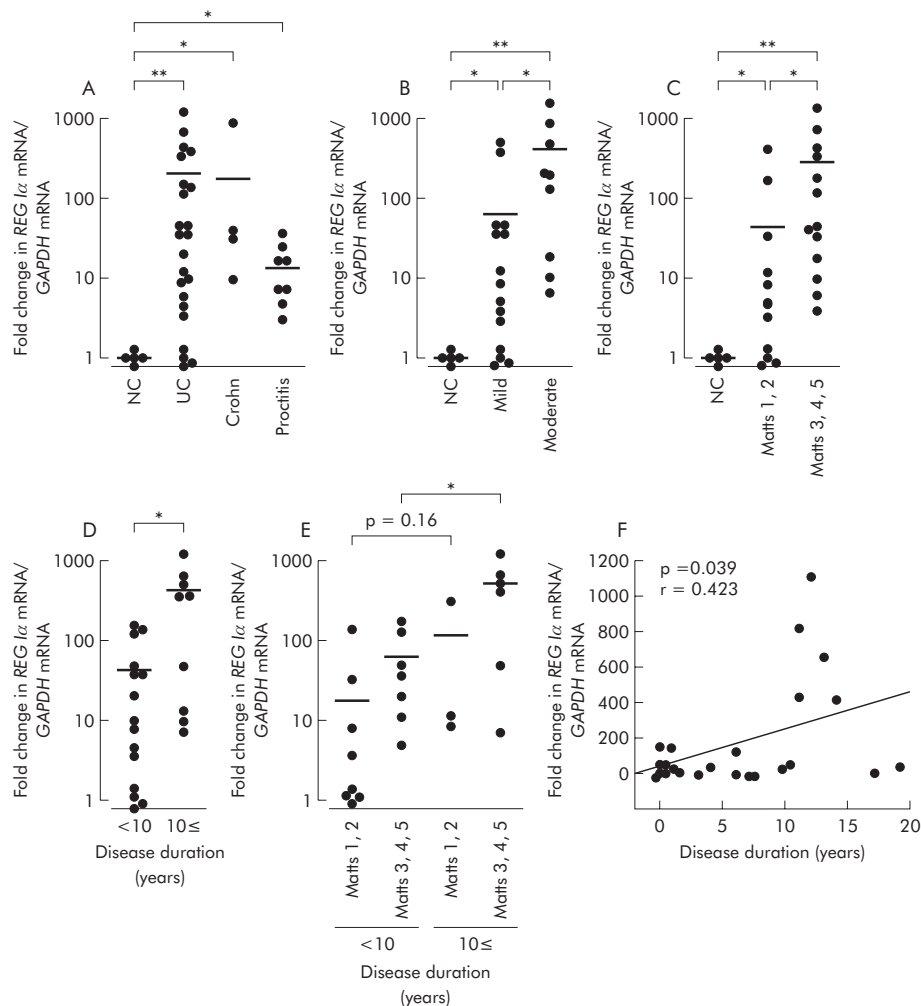 *
*
**
A
Fold change in REG Iα mRNA/
GAPDH mRNA
1000
100
10
1
NC
UC
Crohn
Proctitis
**
*
*
B
Fold change in REG Iα mRNA/
GAPDH mRNA
1000
100
10
1
NC
Mild
Moderate
**
*
*
C
Fold change in REG Iα mRNA/
GAPDH mRNA
1000
100
10
1
NC
Matts 1, 2
Matts 3, 4, 5
D
*
Fold change in REG Iα mRNA/
GAPDH mRNA
1000
100
10
1
<10
10≤
Disease duration
(years)
E
*
p = 0.16
Fold change in REG Iα mRNA/
GAPDH mRNA
1000
100
10
1
Matts 1, 2
Matts 3, 4, 5
Matts 1, 2
Matts 3, 4, 5
<10
10≤
Disease duration
(years)
F
p =0.039
r = 0.423
Fold change in REG Iα mRNA/
GAPDH mRNA
1200
1000
800
600
400
200
0
0
5
10
15
20
Disease duration (years)